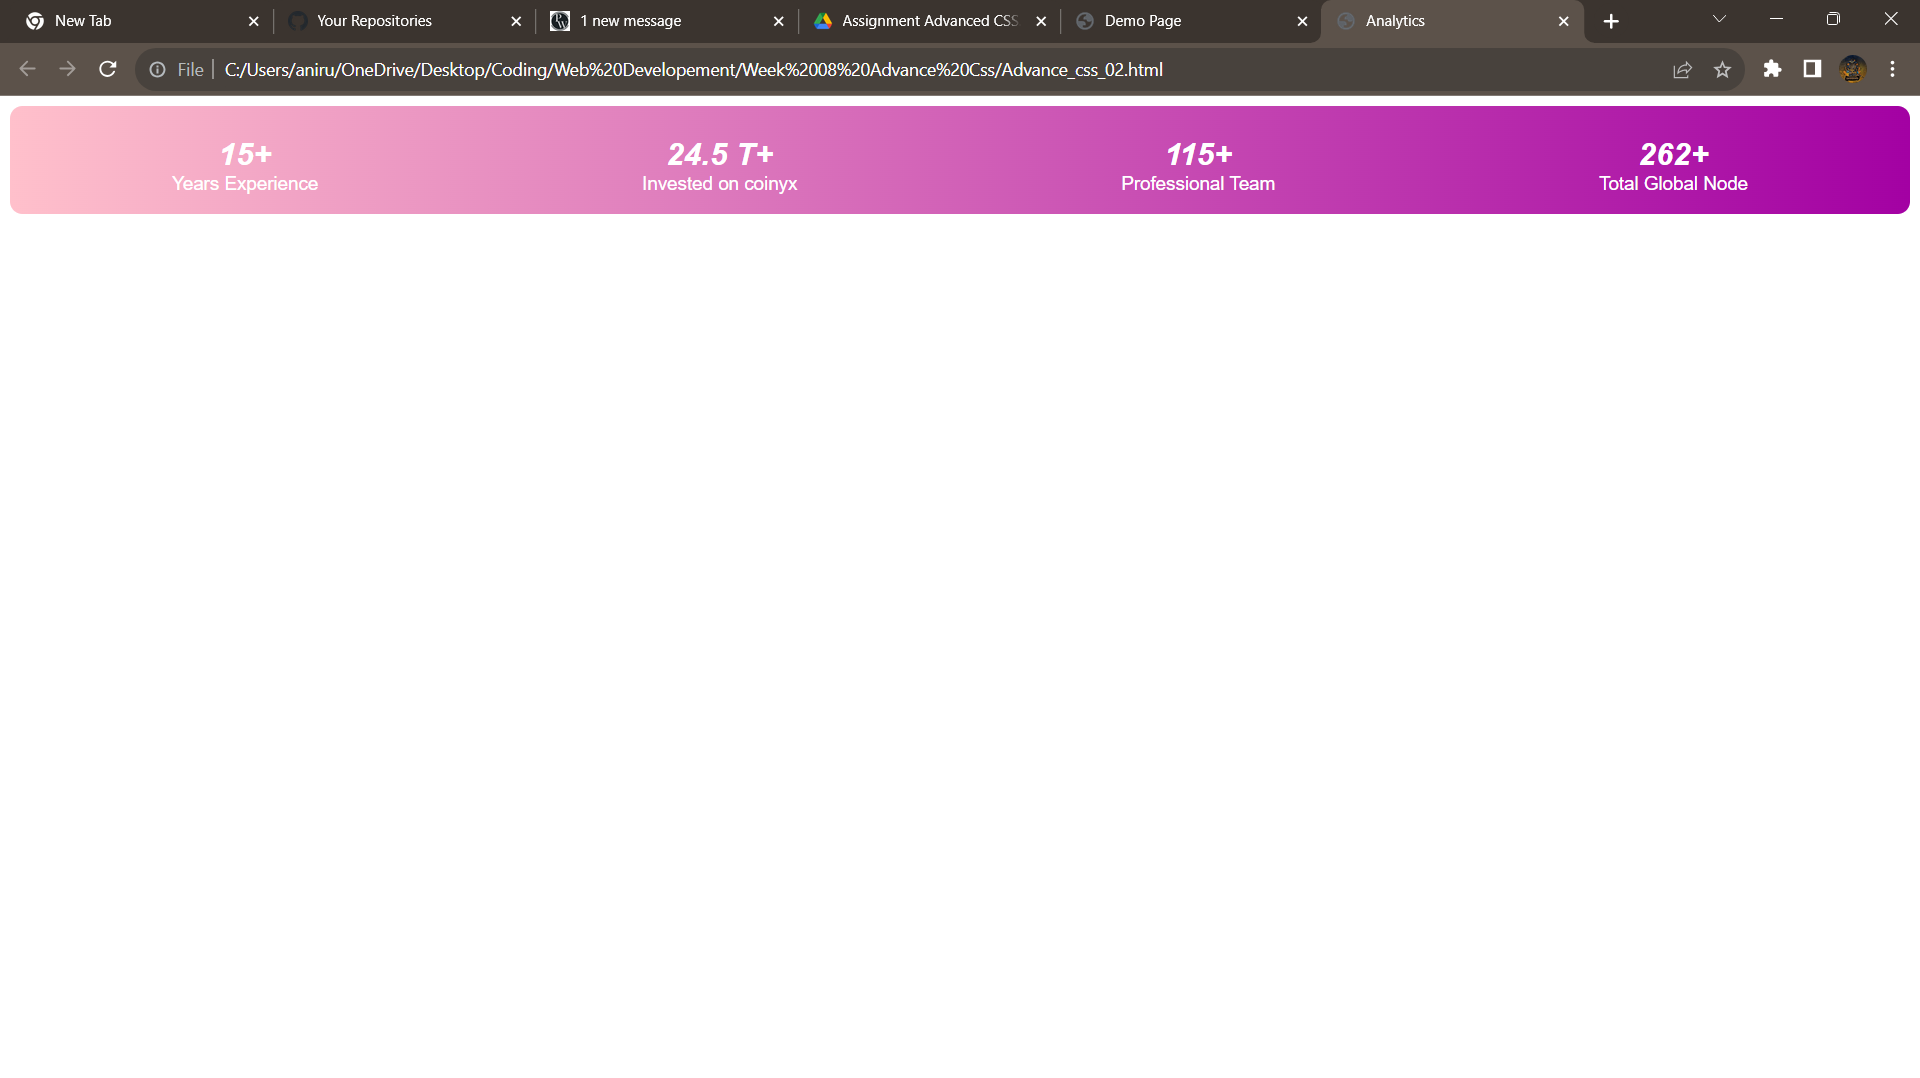 New Tab
Your Repositories
1 new message
Assignment Advanced CSS
Demo Page
Analytics
File
C:/Users/aniru/OneDrive/Desktop/Coding/Web%20Developement/Week%2008%20Advance%20Css/Advance_css_02.html
15+
Years Experience
24.5 T+
Invested on coinyx
115+
Professional Team
262+
Total Global Node